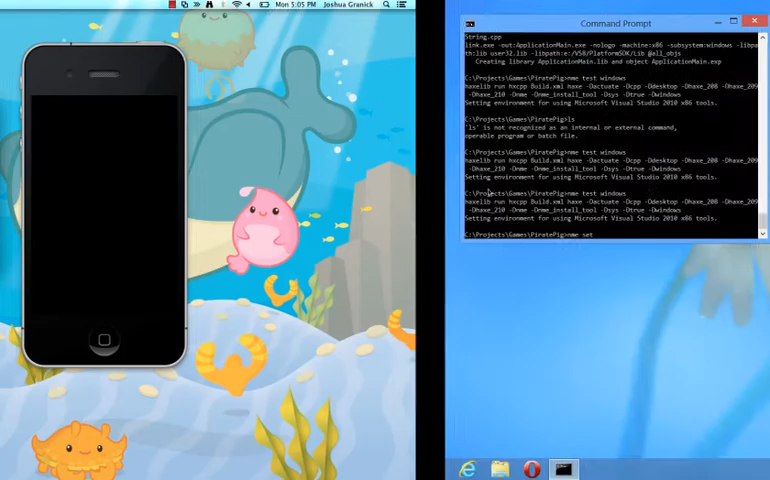 Mon 5:05 PM Joshua Granick
Command Prompt
String.cpp
link.exe -out:ApplicationMain.exe -nologo -machine:x86 -subsystem:windows -libpa
th:lib user32.lib -libpath:e:/VS8/PlatformSDK/Lib @all_objs
Creating library ApplicationMain.lib and object ApplicationMain.exp
C:\Projects\Games\PiratePig>nme test windows
haxelib run hxcpp Build.xml haxe -Dactuate -Dcpp -Ddesktop -Dhaxe_208 -Dhaxe_209
-Dhaxe_210 -Dnme -Dnme_install_tool -Dsys -Dtrue -Dwindows
Setting environment for using Microsoft Visual Studio 2010 x86 tools.
C:\Projects\Games\PiratePig>ls
'ls' is not recognized as an internal or external command,
operable program or batch file.
C:\Projects\Games\PiratePig>nme test windows
haxelib run hxcpp Build.xml haxe -Dactuate -Dcpp -Ddesktop -Dhaxe_208 -Dhaxe_209
-Dhaxe_210 -Dnme -Dnme_install_tool -Dsys -Dtrue -Dwindows
Setting environment for using Microsoft Visual Studio 2010 x86 tools.
C:\Projects\Games\PiratePig>nme test windows
haxelib run hxcpp Build.xml haxe -Dactuate -Dcpp -Ddesktop -Dhaxe_208 -Dhaxe_209
-Dhaxe_210 -Dnme -Dnme_install_tool -Dsys -Dtrue -Dwindows
Setting environment for using Microsoft Visual Studio 2010 x86 tools.
C:\Projects\Games\PiratePig>nme set